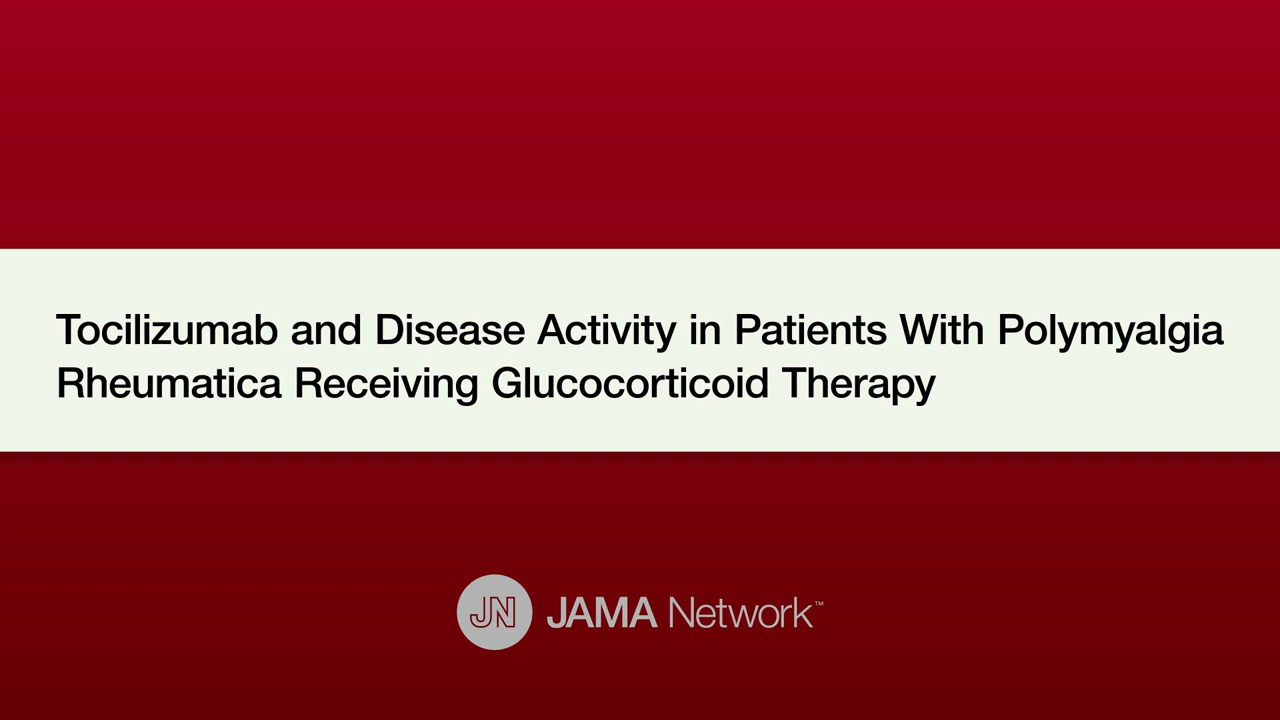 Tocilizumab and Disease Activity in Patients With Polymyalgia
Rheumatica Receiving Glucocorticoid Therapy
JN JAMA Network™